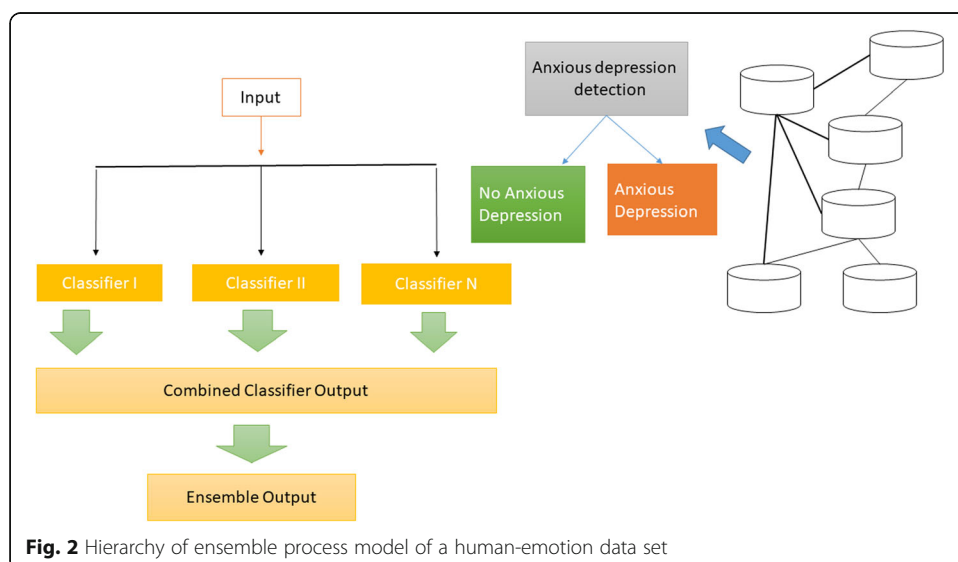 Input
Anxious depression
detection
No Anxious
Depression
Anxious
Depression
Classifier I
Classifier II
Classifier N
Combined Classifier Output
Ensemble Output
Fig. 2 Hierarchy of ensemble process model of a human-emotion data set